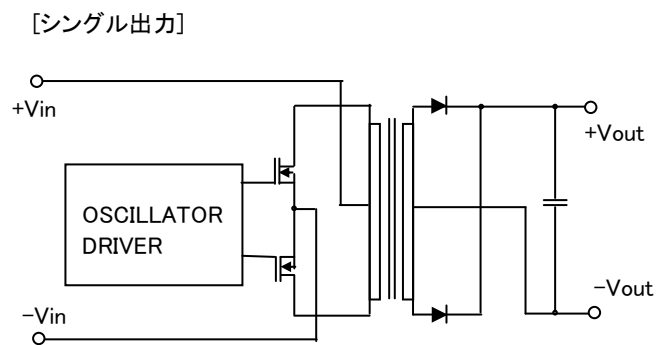 [シングル出力]
+Vin
+Vout
OSCILLATOR
DRIVER
−Vout
−Vin